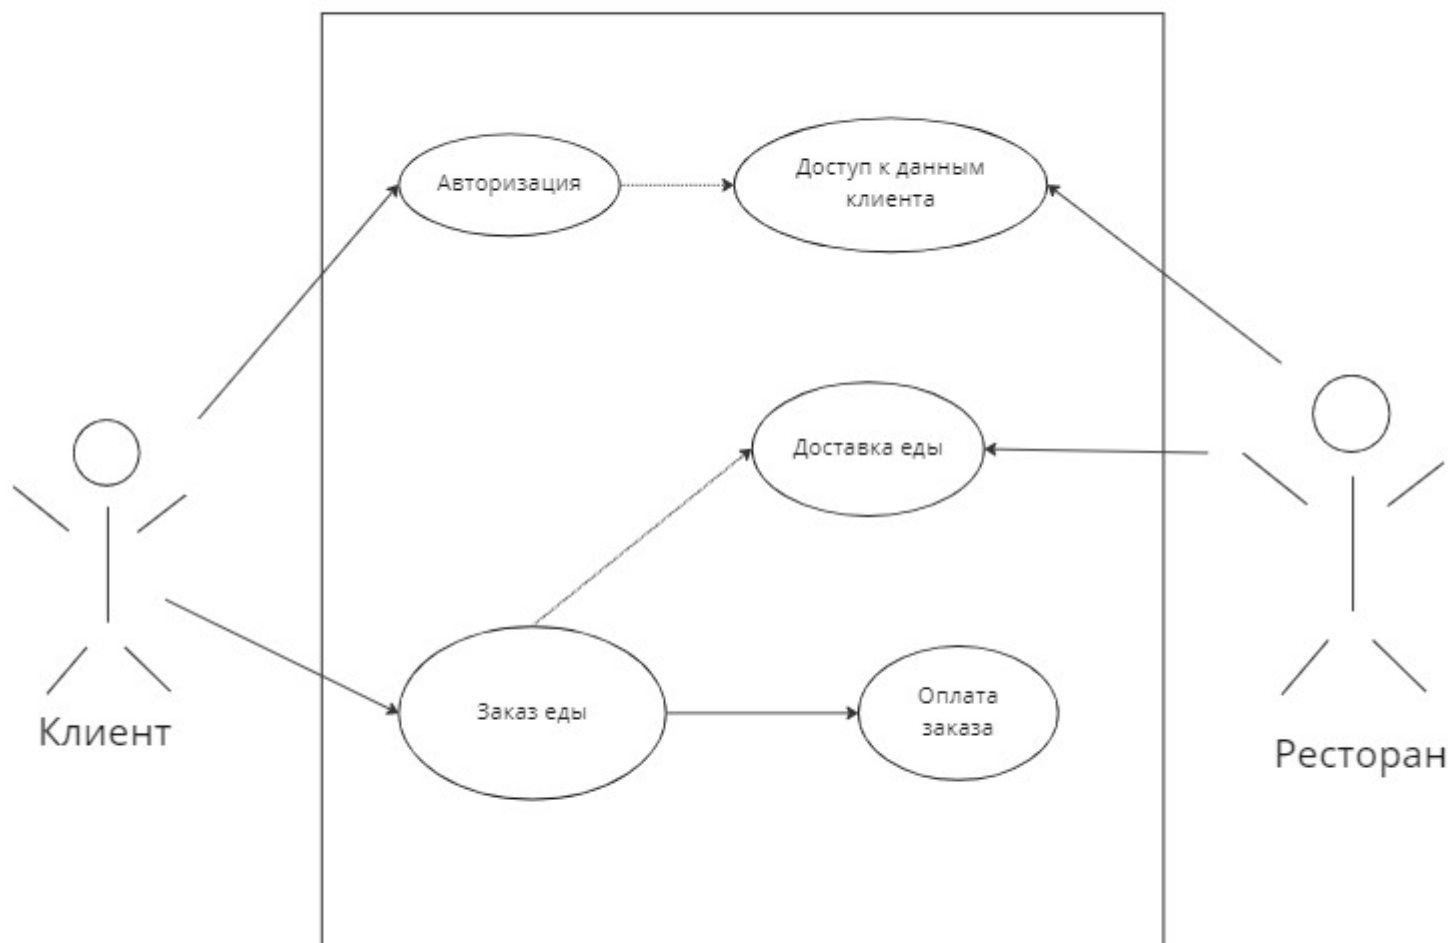 Авторизация
Доступ к данным
клиента
Доставка еды
Заказ еды
Оплата
заказа
Клиент
Ресторан